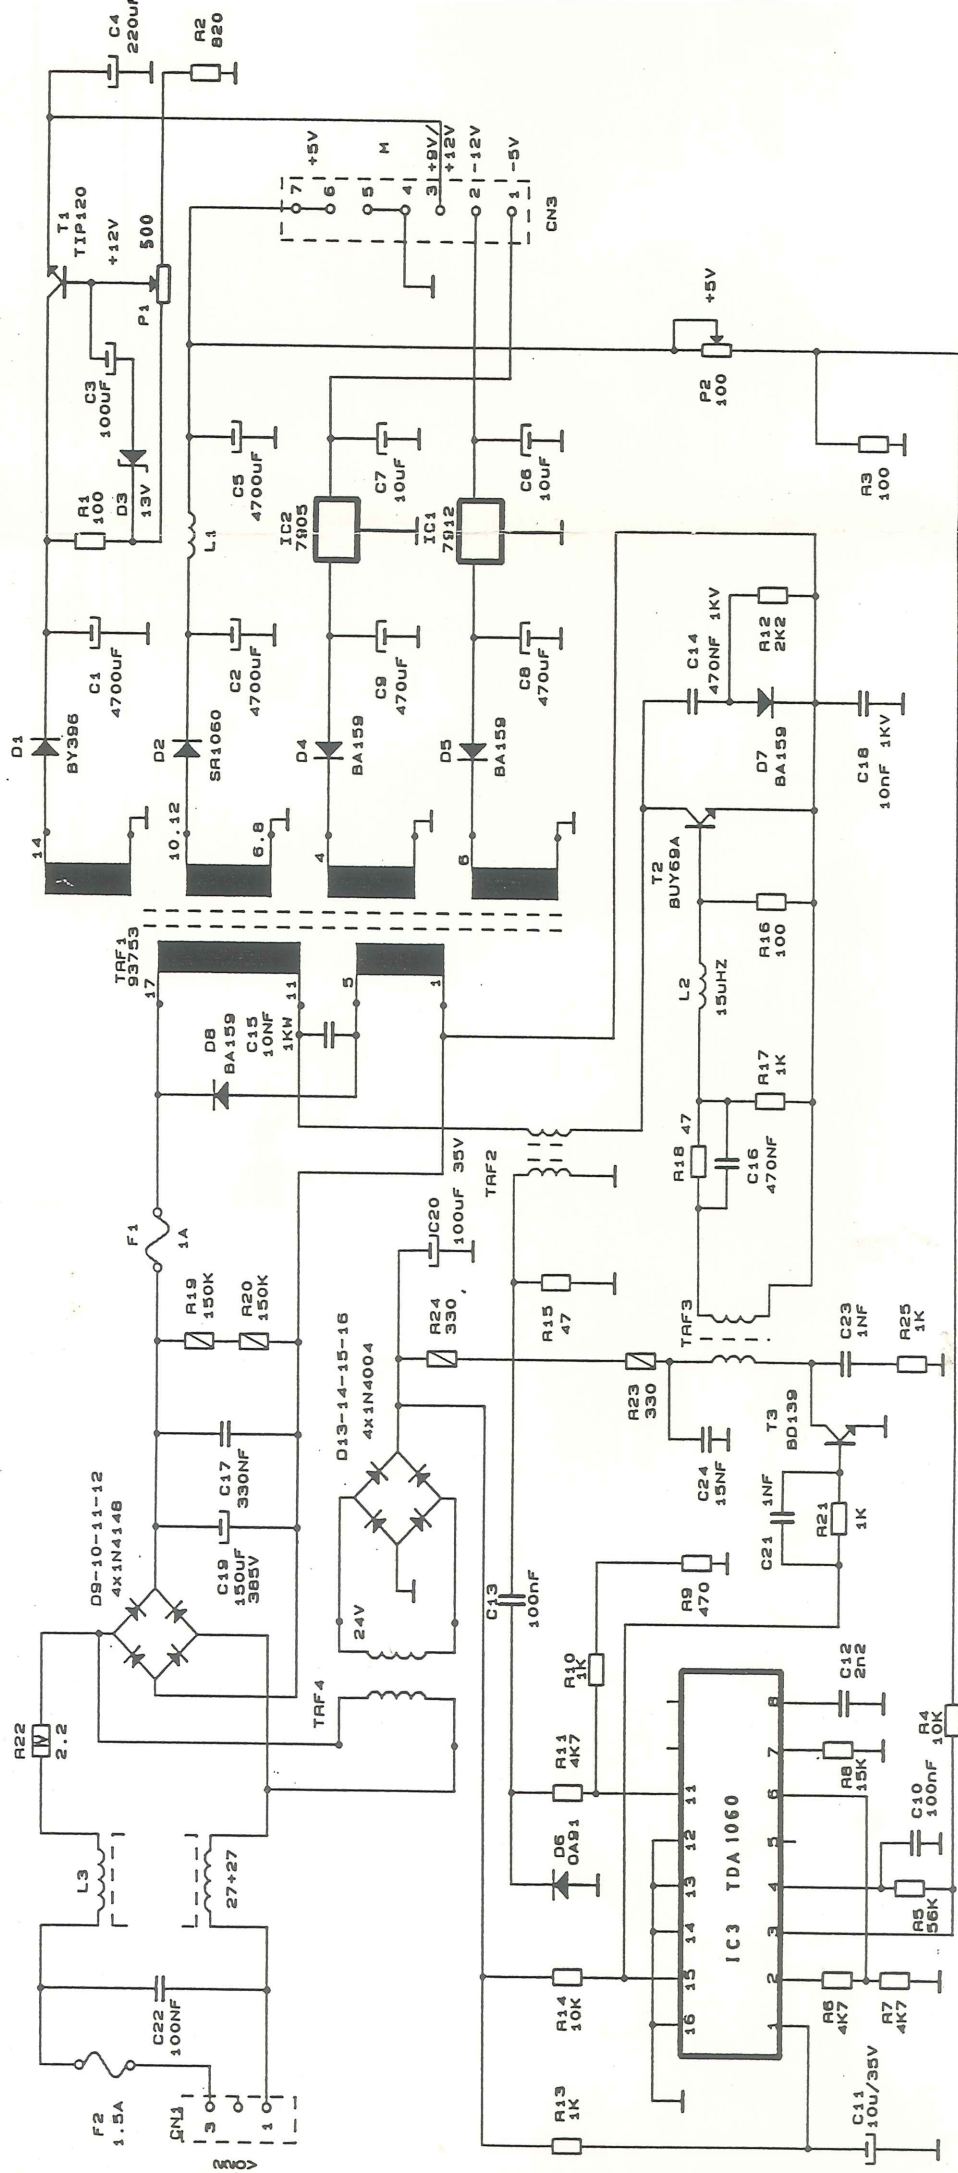 C4
220uF
R2
820
T1
TIP120
+12V
P1
500
C3
100uF
R1
100
D3
13V
C1
4700uF
D1
BY396
14
+5V
M
+9V/
+12V
-12V
-5V
7
6
5
4
3
2
1
CN3
L1
C5
4700uF
C2
4700uF
D2
SR1060
10.12
6.8
IC2
7905
C7
10uF
C9
470uF
D4
BA159
4
IC1
7912
C6
10uF
C8
470uF
D5
BA159
6
P2
100
+5V
R3
100
TRF1
93753
17
11
5
1
D8
BA159
C15
10NF
1KW
F1
1A
R19
150K
R20
150K
C17
330NF
C19
150uF
385V
D9-10-11-12
4x1N4148
R22
2.2
L3
27+27
C22
100NF
F2
1.5A
CN1
3
1
TRF4
24V
D13-14-15-16
4x1N4004
C20
100uF 35V
R24
330
TRF2
R15
47
C13
100nF
C14
470NF 1KV
R12
2K2
D7
BA159
C18
10nF 1KV
T2
BUY69A
R16
100
L2
15uHZ
R17
1K
R18
47
C16
470NF
TRF3
R23
330
C24
15NF
C23
1NF
R25
1K
T3
BD139
C21
1NF
R21
1K
R9
470
R10
1K
R11
4K7
D6
OA91
R14
10K
R13
1K
IC3 TDA1060
16
15
14
13
12
11
1
2
3
4
5
6
7
8
C12
2n2
R8
15K
R4
10K
C10
100nF
R5
56K
R6
4K7
R7
4K7
C11
10u/35V